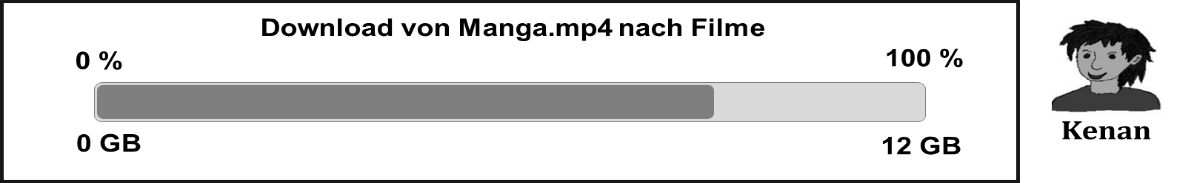 Download von Manga.mp4 nach Filme
0 %
100 %
0 GB
12 GB
Kenan